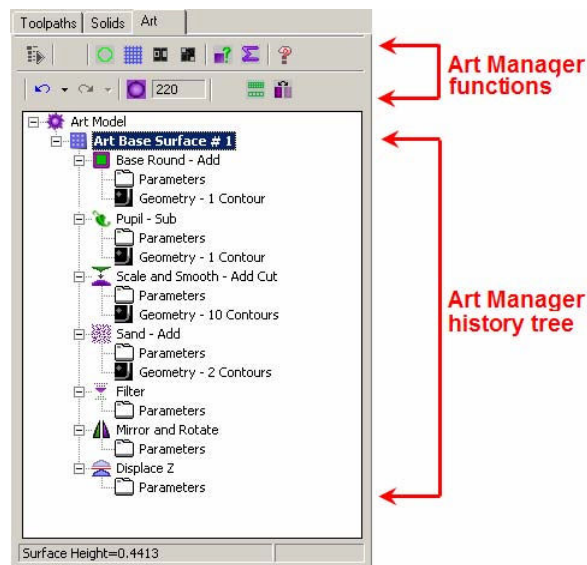 Toolpaths Solids Art
220
Art Manager
functions
Art Model
Art Base Surface # 1
Base Round - Add
Parameters
Geometry - 1 Contour
Pupil - Sub
Parameters
Geometry - 1 Contour
Scale and Smooth - Add Cut
Parameters
Geometry - 10 Contours
Sand - Add
Parameters
Geometry - 2 Contours
Filter
Parameters
Mirror and Rotate
Parameters
Displace Z
Parameters
Art Manager
history tree
Surface Height=0.4413